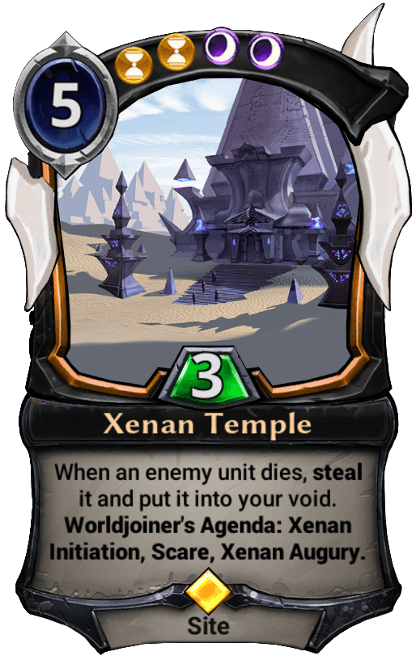 5
3
Xenan Temple
When an enemy unit dies, steal
it and put it into your void.
Worldjoiner's Agenda: Xenan
Initiation, Scare, Xenan Augury.
Site